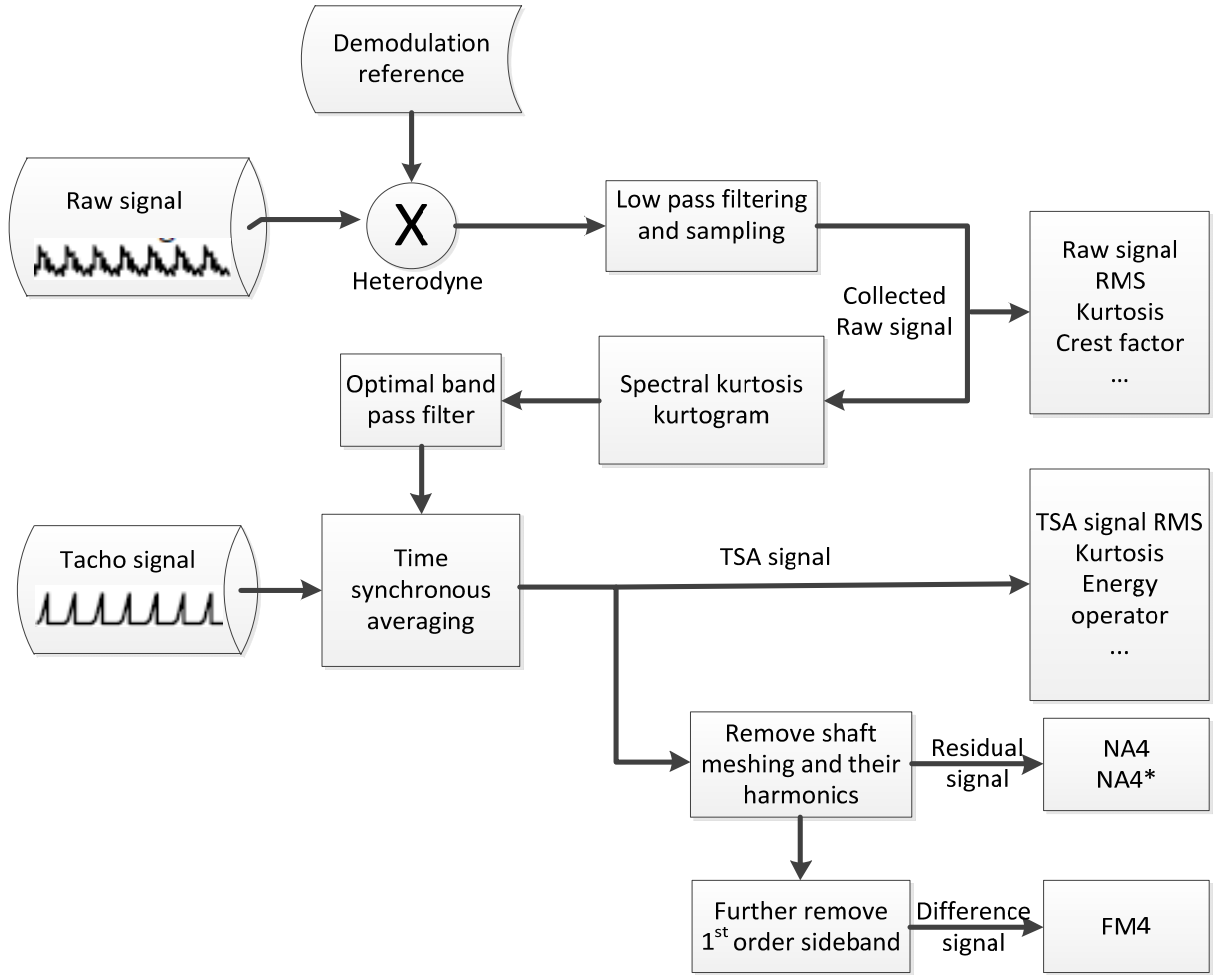 Demodulation
reference
Raw signal
X
Heterodyne
Low pass filtering
and sampling
Collected
Raw signal
Raw signal
RMS
Kurtosis
Crest factor
...
Optimal band
pass filter
Spectral kurtosis
kurtogram
Tacho signal
Time
synchronous
averaging
TSA signal
TSA signal RMS
Kurtosis
Energy
operator
...
Remove shaft
meshing and their
harmonics
Residual
signal
NA4
NA4*
Further remove
1st order sideband
Difference
signal
FM4